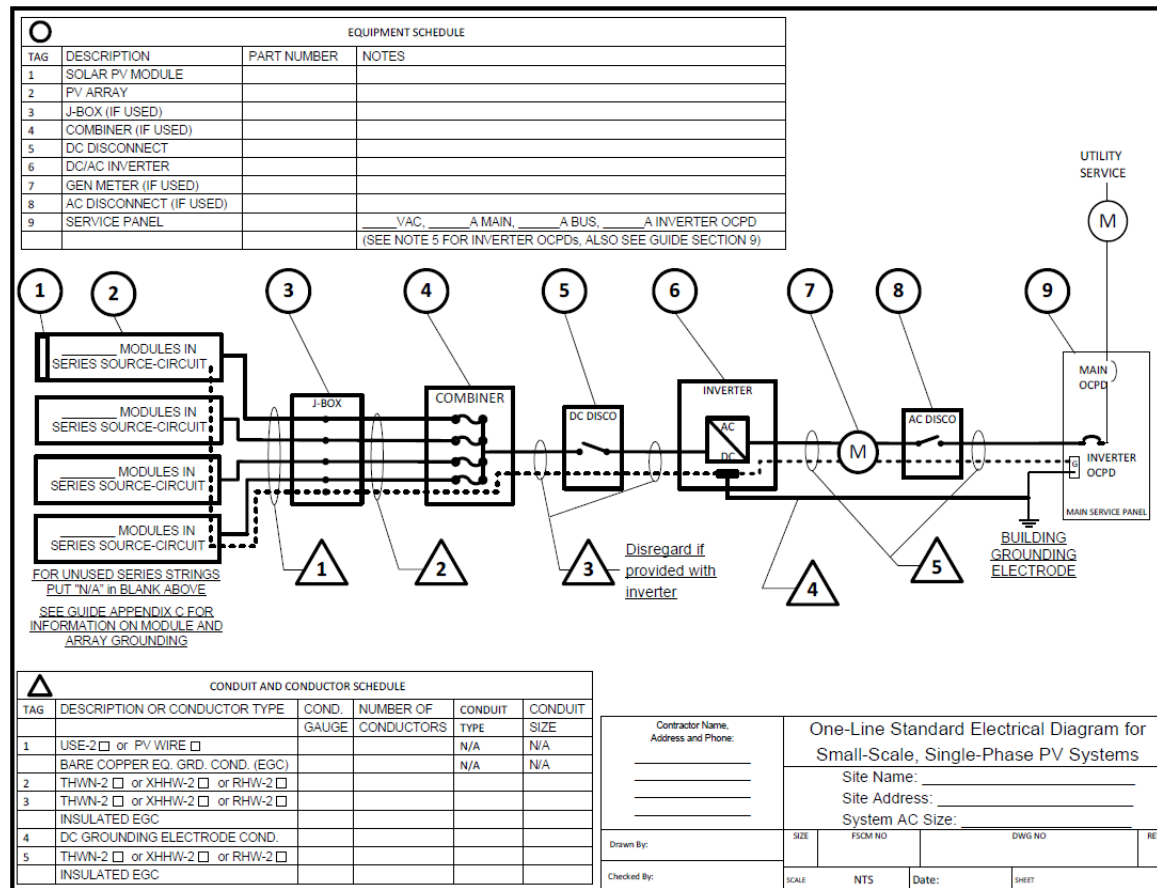 EQUIPMENT SCHEDULE
TAG DESCRIPTION PART NUMBER NOTES
1 SOLAR PV MODULE
2 PV ARRAY
3 J-BOX (IF USED)
4 COMBINER (IF USED)
5 DC DISCONNECT
6 DC/AC INVERTER
7 GEN METER (IF USED)
8 AC DISCONNECT (IF USED)
9 SERVICE PANEL _____VAC, ______A MAIN, ______A BUS, ______A INVERTER OCPD
(SEE NOTE 5 FOR INVERTER OCPDs, ALSO SEE GUIDE SECTION 9)
UTILITY
SERVICE
M
1 2 3 4 5 6 7 8 9
________ MODULES IN
SERIES SOURCE-CIRCUIT
________ MODULES IN
SERIES SOURCE-CIRCUIT
________ MODULES IN
SERIES SOURCE-CIRCUIT
________ MODULES IN
SERIES SOURCE-CIRCUIT
J-BOX
COMBINER
DC DISCO
INVERTER
AC
DC
M
AC DISCO
MAIN
OCPD
INVERTER
OCPD
G
MAIN SERVICE PANEL
BUILDING
GROUNDING
ELECTRODE
1
2
3
Disregard if
provided with
inverter
4
5
FOR UNUSED SERIES STRINGS
PUT "N/A" in BLANK ABOVE
SEE GUIDE APPENDIX C FOR
INFORMATION ON MODULE AND
ARRAY GROUNDING
CONDUIT AND CONDUCTOR SCHEDULE
TAG DESCRIPTION OR CONDUCTOR TYPE COND. NUMBER OF CONDUIT CONDUIT
GAUGE CONDUCTORS TYPE SIZE
1 USE-2 □ or PV WIRE □ N/A N/A
BARE COPPER EQ. GRD. COND. (EGC) N/A N/A
2 THWN-2 □ or XHHW-2 □ or RHW-2 □
3 THWN-2 □ or XHHW-2 □ or RHW-2 □
INSULATED EGC
4 DC GROUNDING ELECTRODE COND.
5 THWN-2 □ or XHHW-2 □ or RHW-2 □
INSULATED EGC
Contractor Name,
Address and Phone:
Drawn By:
Checked By:
One-Line Standard Electrical Diagram for
Small-Scale, Single-Phase PV Systems
Site Name: ________________
Site Address: ________________
System AC Size: ________________
SIZE FSCM NO DWG NO
SCALE NTS Date: SHEET